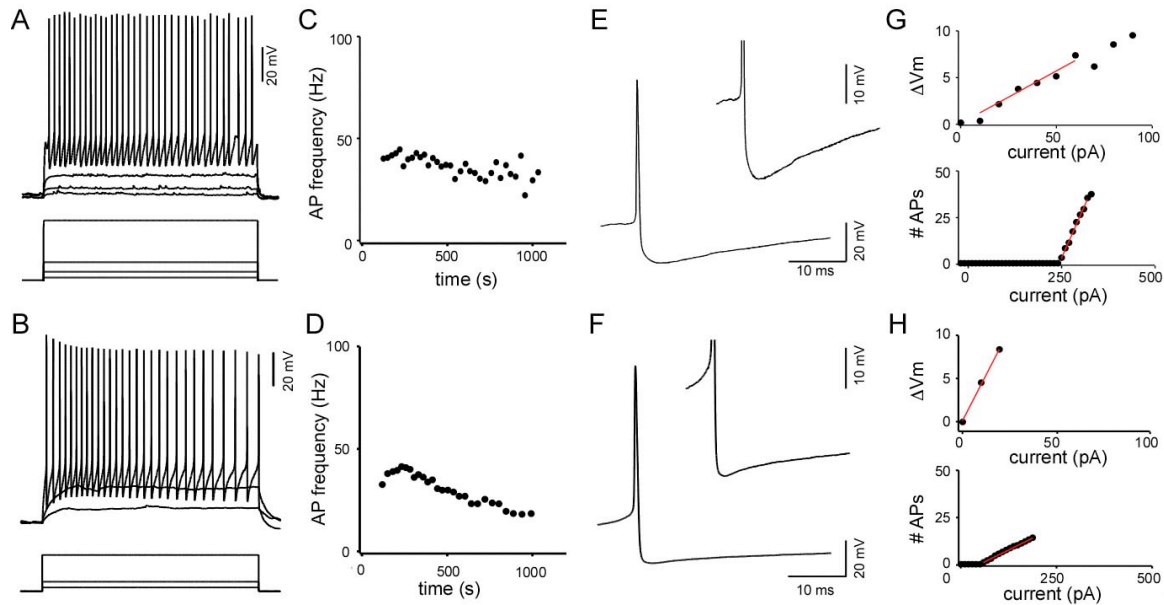 A
20 mV
C
100
50
0
AP frequency (Hz)
0 500 1000
time (s)
E
10 mV
20 mV
10 ms
G
10
5
0
ΔVm
0 50 100
current (pA)
50
25
0
# APs
0 250 500
current (pA)
B
20 mV
D
100
50
0
AP frequency (Hz)
0 500 1000
time (s)
F
10 mV
20 mV
10 ms
H
10
5
0
ΔVm
0 50 100
current (pA)
50
25
0
# APs
0 250 500
current (pA)